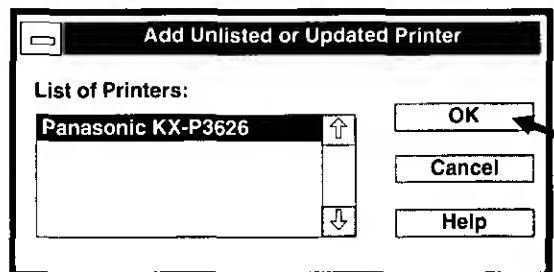 Add Unlisted or Updated Printer
List of Printers:
Panasonic KX-P3626
OK
Cancel
Help